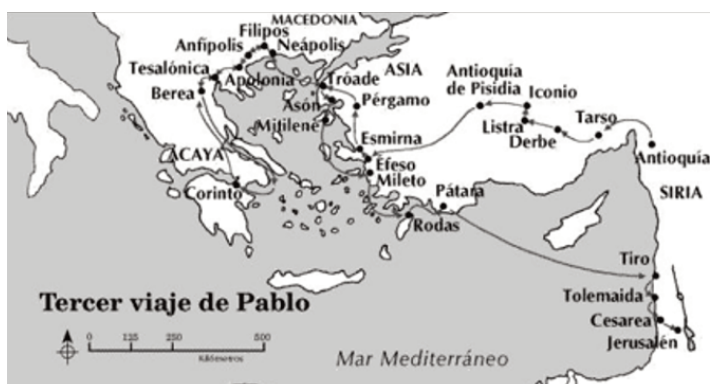 MACEDONIA
Filipos
Anfípolis
Neápolis
Tesalónica
Apolonia
Tróade
ASIA
Berea
Asón
Pérgamo
Mitilene
Antioquía
de Pisidia
Iconio
Listra
Derbe
Tarso
Antioquía
SIRIA
ACAYA
Esmirna
Efeso
Mileto
Corinto
Pátara
Rodas
Tiro
Tolemaida
Cesarea
Jerusalén
Tercer viaje de Pablo
0 125 250 500
Kilómetros
Mar Mediterráneo